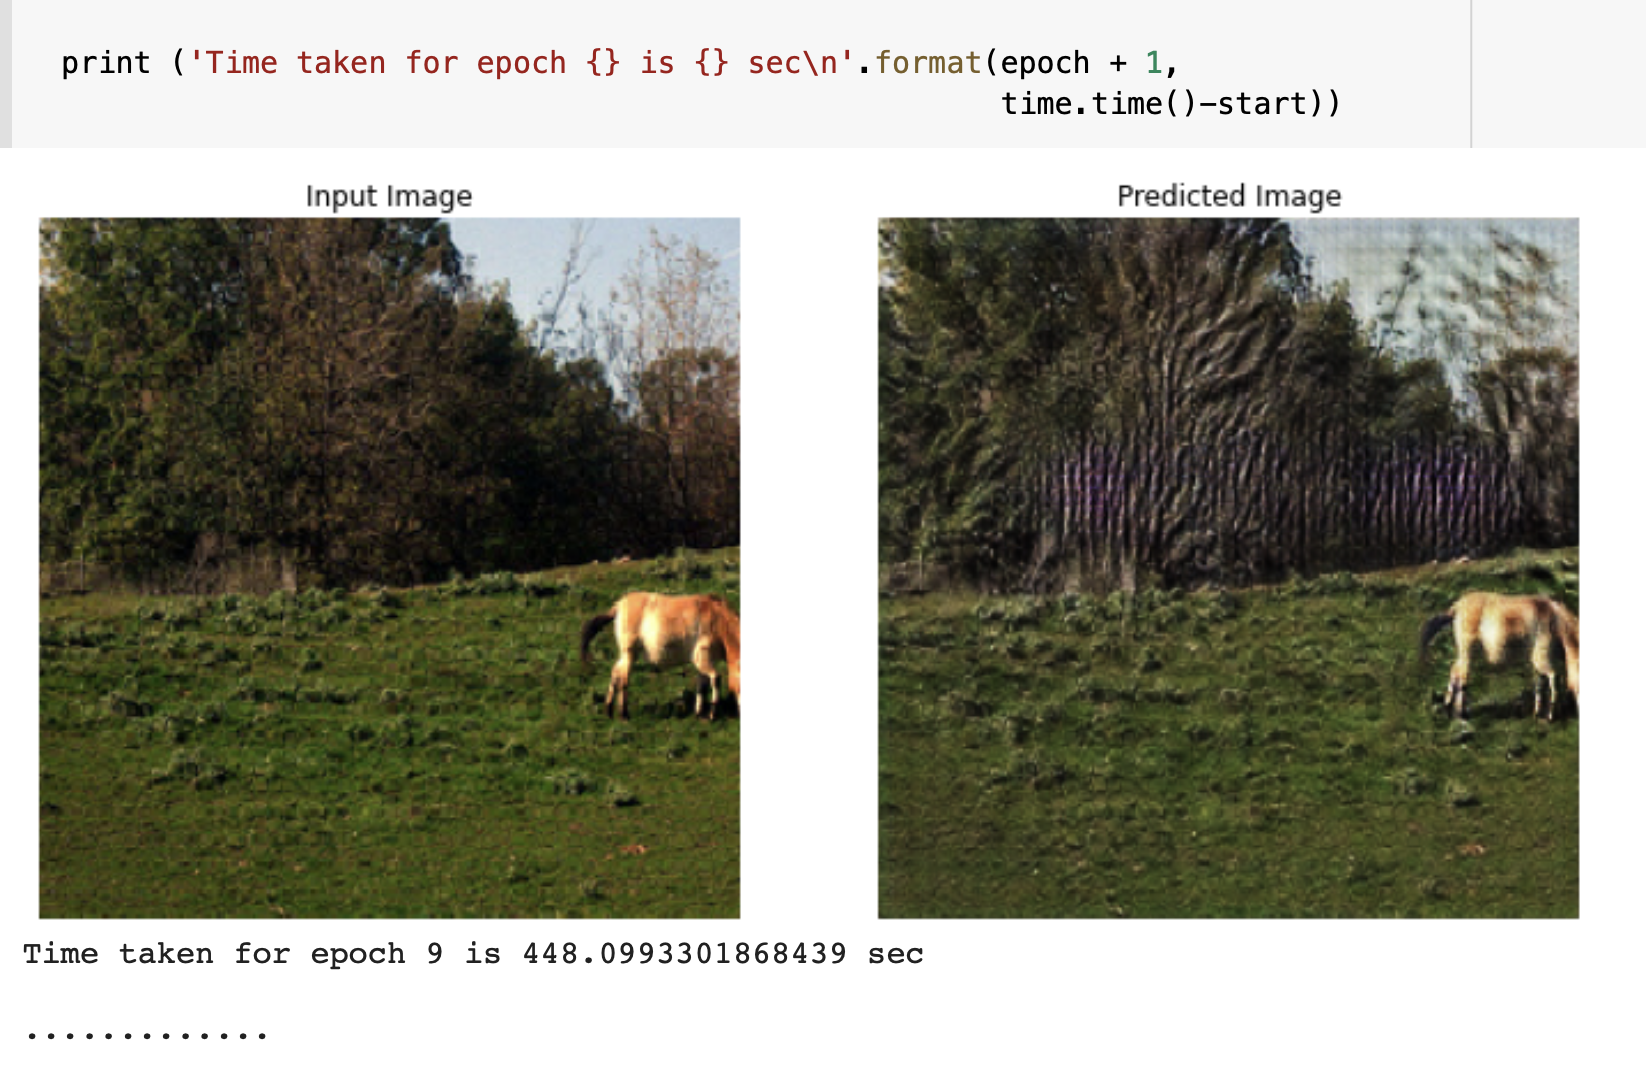 print ('Time taken for epoch {} is {} sec\n'.format(epoch + 1,
time.time()-start))
Input Image
Predicted Image
Time taken for epoch 9 is 448.0993301868439 sec
.............